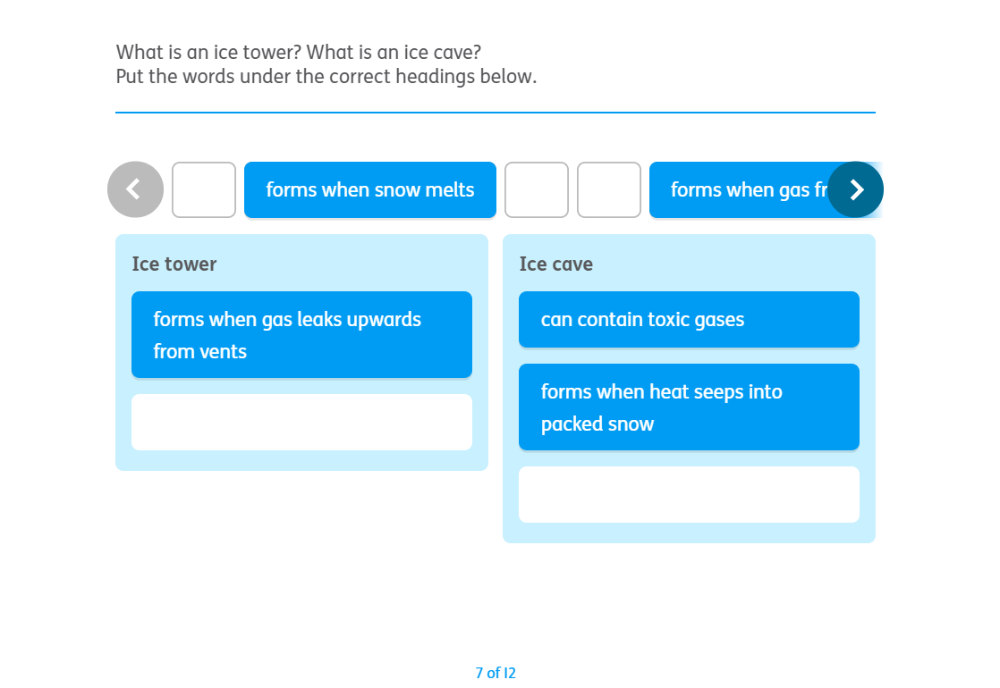 What is an ice tower? What is an ice cave?
Put the words under the correct headings below.
forms when snow melts
forms when gas
Ice tower
forms when gas leaks upwards
from vents
Ice cave
can contain toxic gases
forms when heat seeps into
packed snow
7 of 12